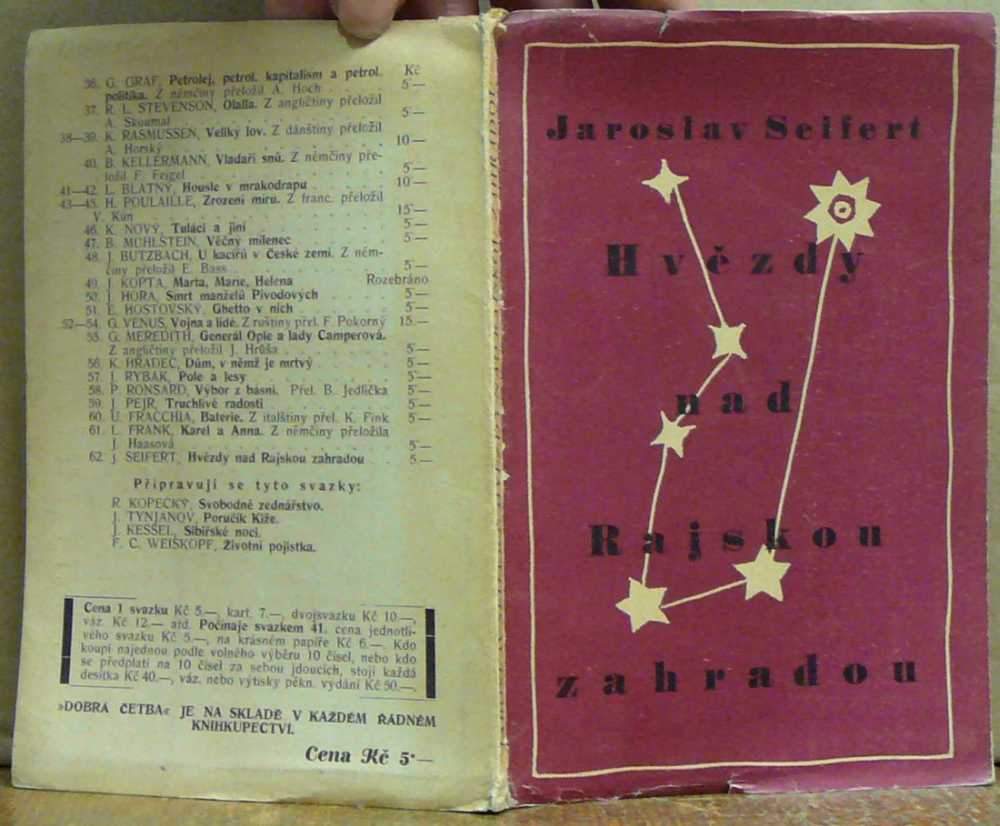 36. G. GRAF, Petrolej, petrol. kapitalism a petrol. Kč
politika. Z němčiny přeložil A. Hoch . . . 5·—
37. R. L. STEVENSON, Olalla. Z angličtiny přeložil
A. Skoumal . . . 5·—
38—39. K. RASMUSSEN, Veliký lov. Z dánštiny přeložil
A. Horský . . . 10·—
40. B. KELLERMANN, Vladaři snů. Z němčiny pře-
ložil F. Feigel . . . 5·—
41—42. L. BLATNÝ, Housle v mrakodrapu . . . 10·—
43—45. H. POULAILLE, Zrození míru. Z franc. přeložil
V. Kún . . . 15·—
46. K. NOVÝ, Tuláci a jiní . . . 5·—
47. B. MÜHLSTEIN, Věčný milenec . . . 5·—
48. J. BUTZBACH, U kacířů v České zemi. Z něm-
činy přeložil E. Bass . . . 5·—
49. J. KOPTA, Marta, Marie, Helena Rozebráno
50. J. HORA, Smrt manželů Pivodových . . 5·—
51. E. HOSTOVSKÝ, Ghetto v nich . . . 5·—
52—54. G. VENUS, Vojna a lidé. Z ruštiny přel. F. Pokorný 15.—
55. G. MEREDITH, Generál Ople a lady Camperová.
Z angličtiny přeložil J. Hrůša . . . 5·—
56. K. HRADEC, Dům, v němž je mrtvý . . 5·—
57. J. RYBÁK, Pole a lesy . . . 5·—
58. P. RONSARD, Výbor z básní. Přel. B. Jedlička 5·—
59. J. PEJR, Truchlivé radosti . . . 5·—
60. U. FRACCHIA, Baterie. Z italštiny přel. K. Fink 5·—
61. L. FRANK, Karel a Anna. Z němčiny přeložila
J. Haasová . . . 5·—
62. J. SEIFERT, Hvězdy nad Rajskou zahradou . 5.—
Připravují se tyto svazky:
R. KOPECKÝ, Svobodné zednářstvo.
J. TYNJANOV, Poručík Kiže.
J. KESSEL, Sibiřské noci.
F. C. WEISKOPF, Životní pojistka.
Cena 1 svazku Kč 5.—, kart. 7.—, dvojsvazku Kč 10.—,
váz. Kč 12.— atd. Počínaje svazkem 41. cena jednotli-
vého svazku Kč 5.—, na krásném papíře Kč 6.— Kdo
koupí najednou podle volného výběru 10 čísel, nebo kdo
se předplatí na 10 čísel za sebou jdoucích, stojí každá
desítka Kč 40.—, váz. nebo výtisky pěkn. vydání Kč 50.—,
»DOBRÁ ČETBA« JE NA SKLADĚ V KAŽDÉM ŘÁDNÉM
KNIHKUPECTVÍ.
Cena Kč 5·—
Jaroslav Seifert
Hvězdy
nad
Rajskou
zahradou